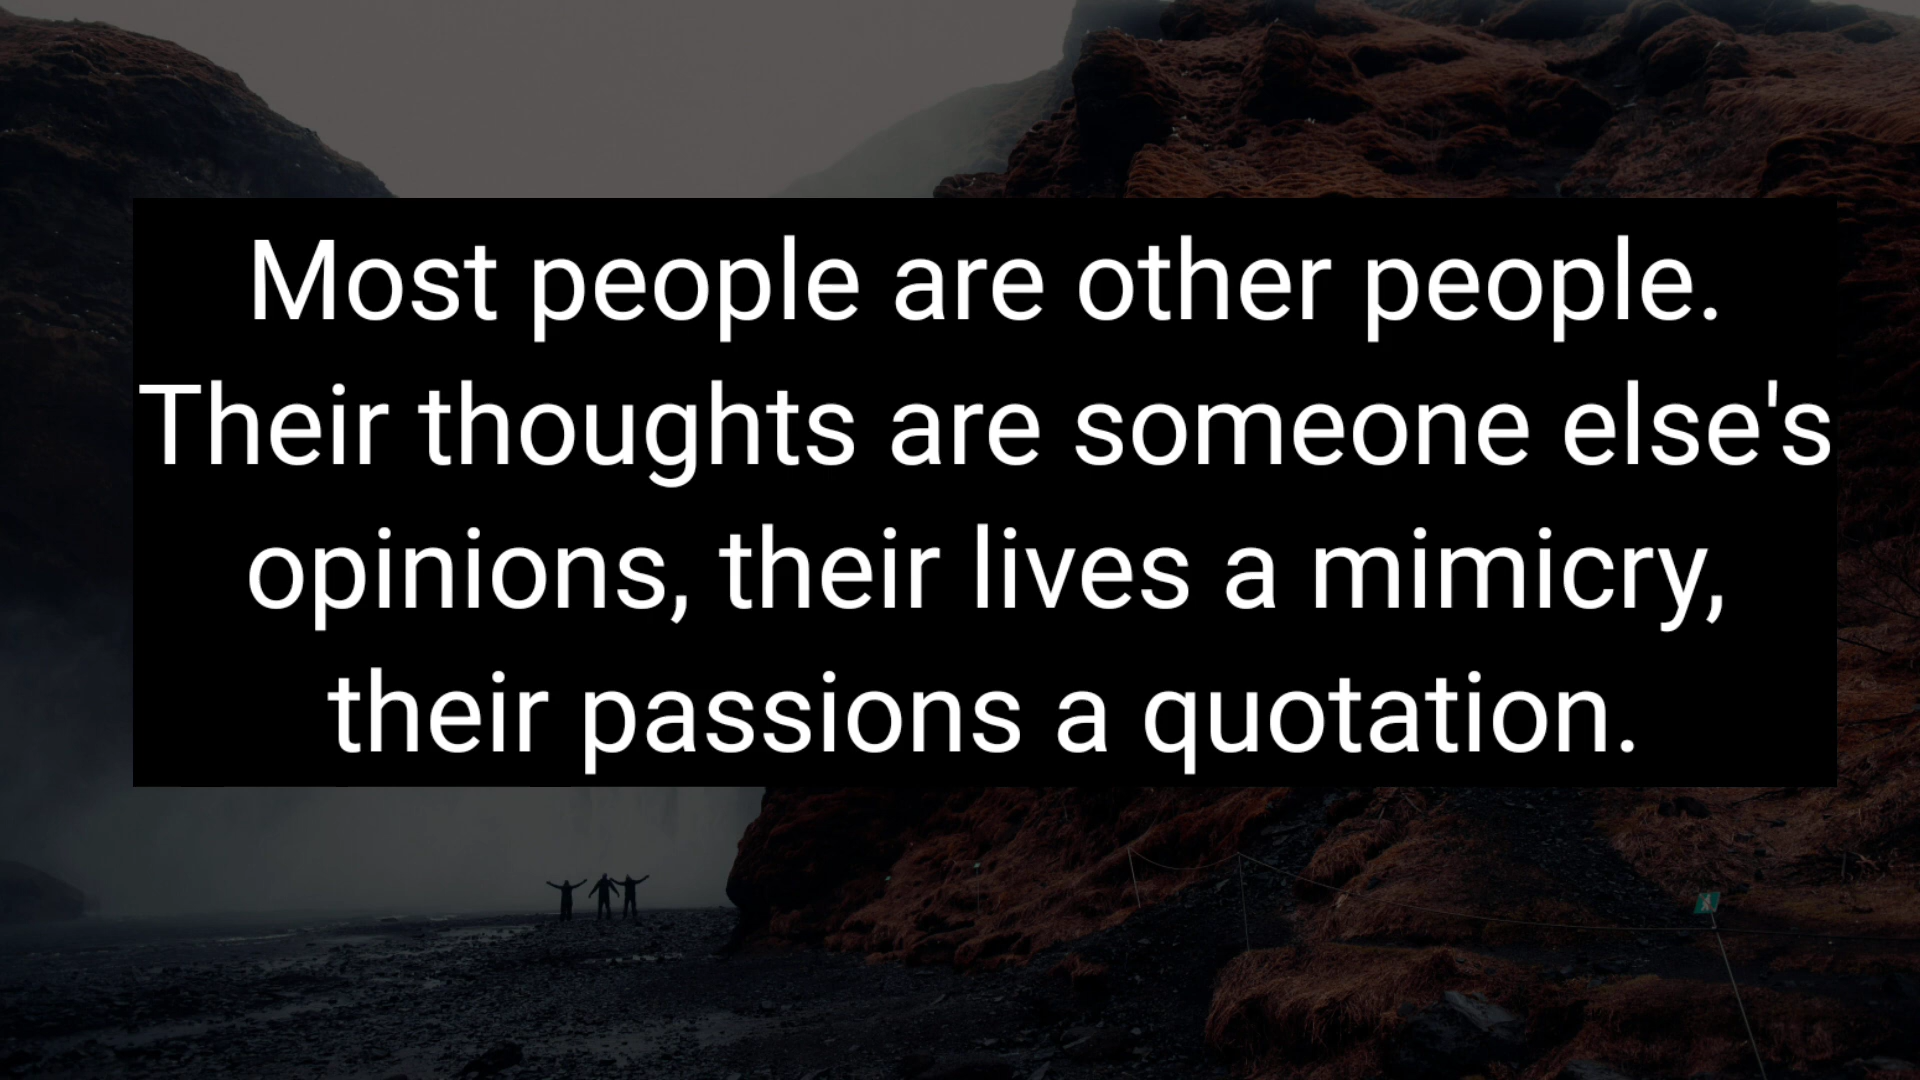 Most people are other people.
Their thoughts are someone else's
opinions, their lives a mimicry,
their passions a quotation.